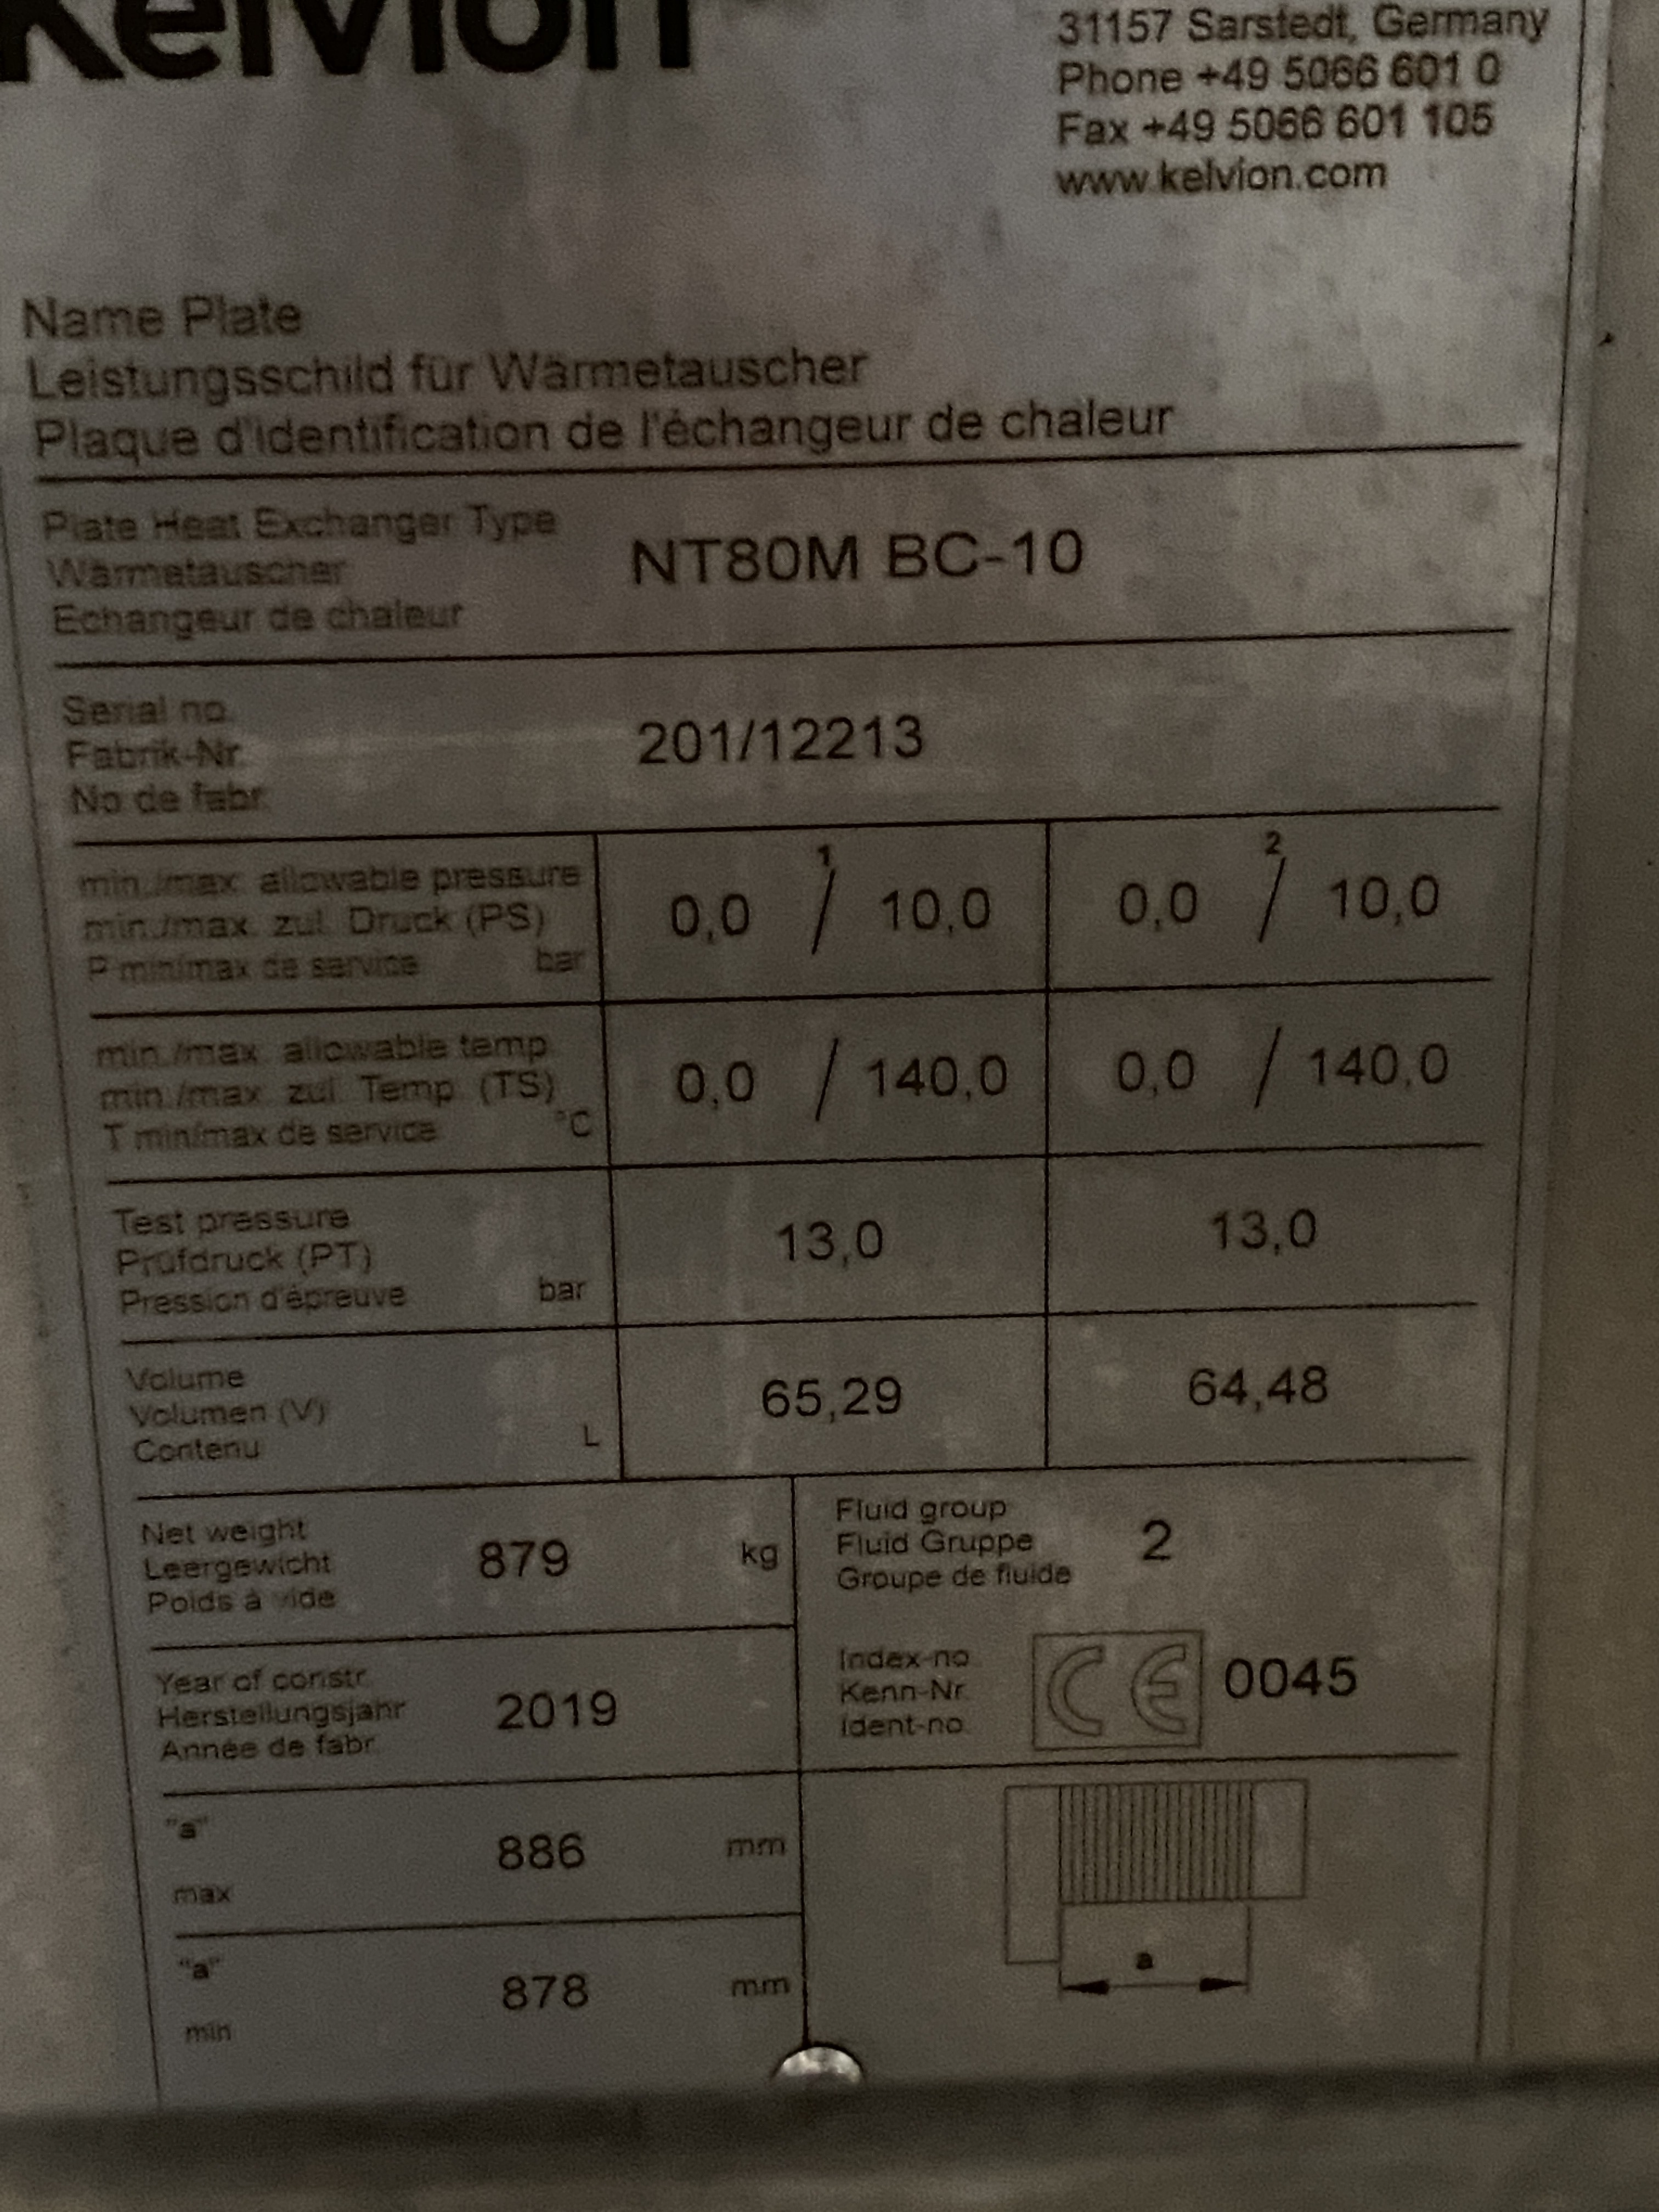 Kelvion
31157 Sarstedt, Germany
Phone +49 5066 601 0
Fax +49 5066 601 105
www.kelvion.com
Name Plate
Leistungsschild für Wärmetauscher
Plaque d'identification de l'échangeur de chaleur
Plate Heat Exchanger Type
Wärmetauscher
Echangeur de chaleur
NT80M BC-10
Serial no.
Fabrik-Nr.
No de fabr.
201/12213
min./max. allowable pressure
min./max. zul. Druck (PS)
P min/max de service bar
1
0,0 / 10,0
2
0,0 / 10,0
min./max. allowable temp.
min./max. zul. Temp. (TS)
T min/max de service °C
0,0 / 140,0
0,0 / 140,0
Test pressure
Prüfdruck (PT)
Pression d'épreuve bar
13,0
13,0
Volume
Volumen (V)
Contenu L
65,29
64,48
Net weight
Leergewicht
Poids à vide
879 kg
Fluid group
Fluid Gruppe
Groupe de fluide
2
Year of constr.
Herstellungsjahr
Année de fabr.
2019
Index-no.
Kenn-Nr.
Ident-no.
CE 0045
"a"
max
886 mm
"a"
min
878 mm
a